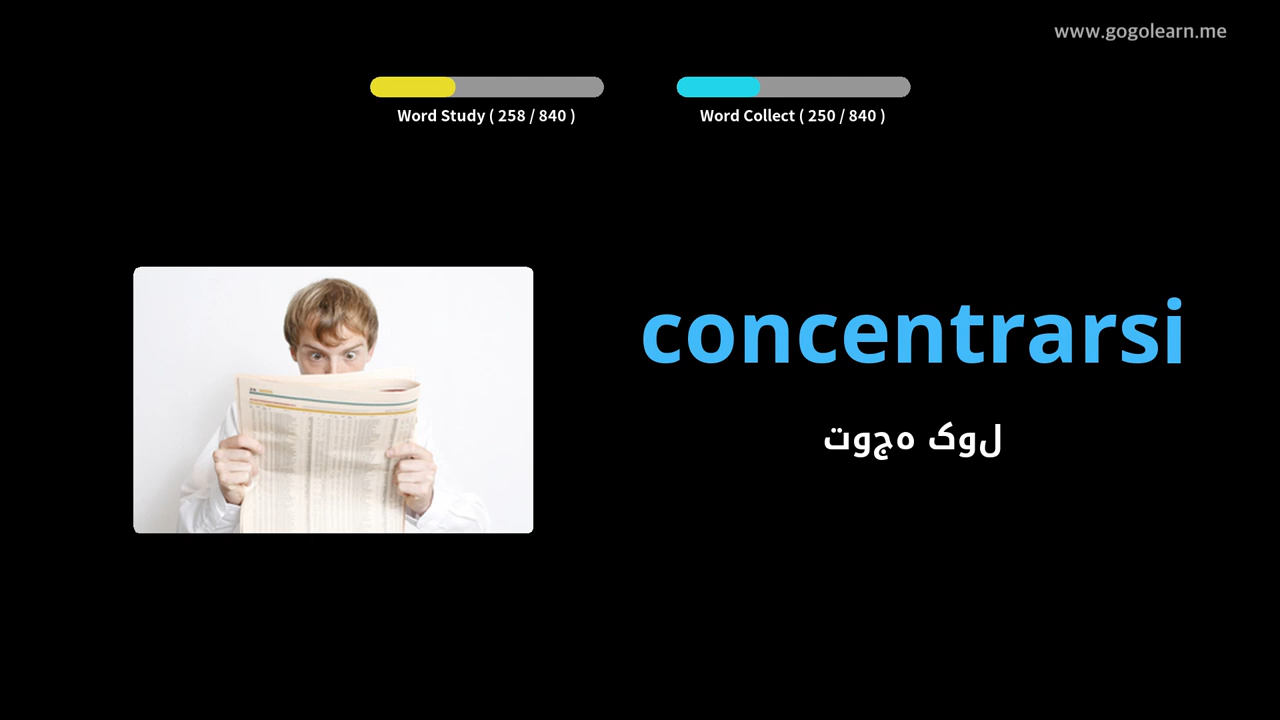 www.gogolearn.me
Word Study ( 258 / 840 )
Word Collect ( 250 / 840 )
concentrarsi
توجه کول